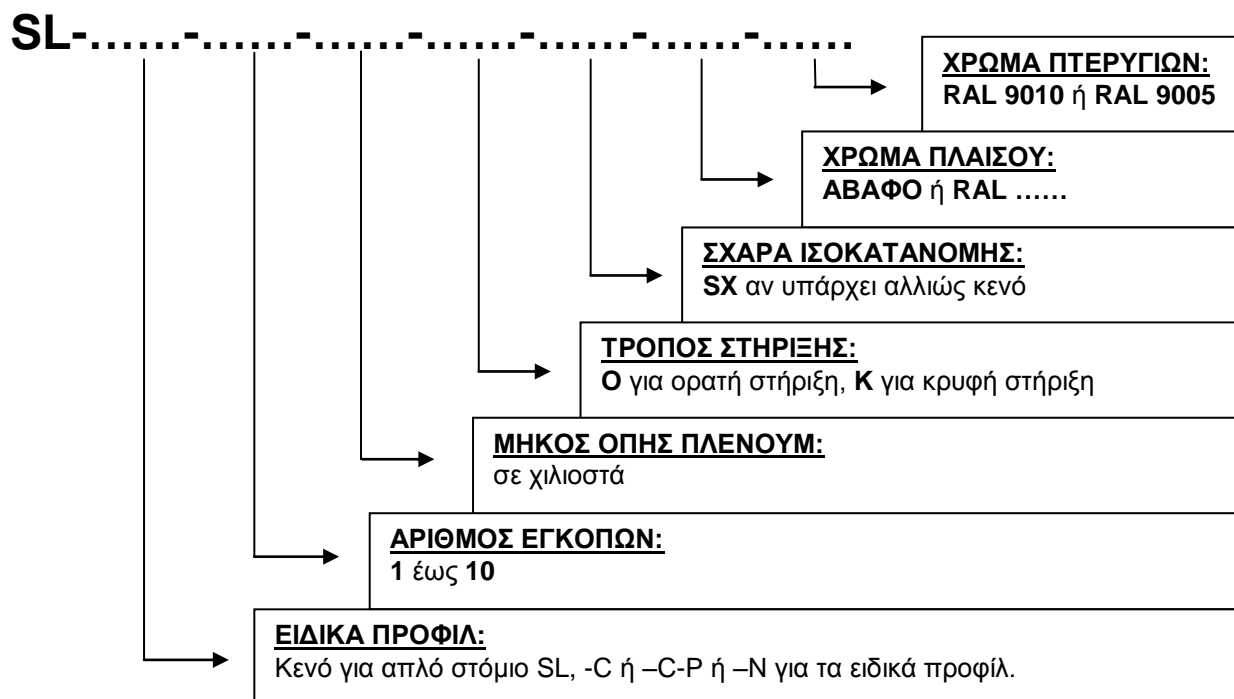 SL-……-……-……-……-……-……-……
ΧΡΩΜΑ ΠΤΕΡΥΓΙΩΝ:
RAL 9010 ή RAL 9005
ΧΡΩΜΑ ΠΛΑΙΣΟΥ:
ΑΒΑΦΟ ή RAL ……
ΣΧΑΡΑ ΙΣΟΚΑΤΑΝΟΜΗΣ:
SX αν υπάρχει αλλιώς κενό
ΤΡΟΠΟΣ ΣΤΗΡΙΞΗΣ:
Ο για ορατή στήριξη, Κ για κρυφή στήριξη
ΜΗΚΟΣ ΟΠΗΣ ΠΛΕΝΟΥΜ:
σε χιλιοστά
ΑΡΙΘΜΟΣ ΕΓΚΟΠΩΝ:
1 έως 10
ΕΙΔΙΚΑ ΠΡΟΦΙΛ:
Κενό για απλό στόμιο SL, -C ή –C-P ή –N για τα ειδικά προφίλ.